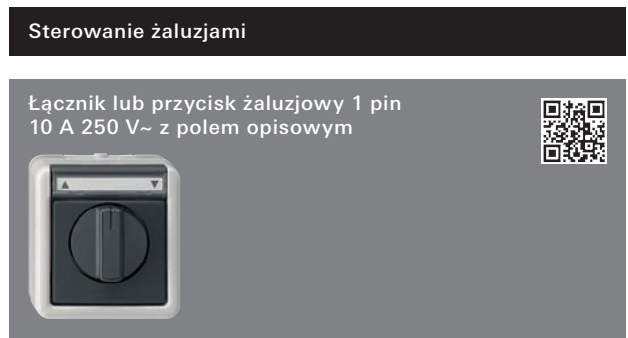 Sterowanie żaluzjami
Łącznik lub przycisk żaluzjowy 1 pin
10 A 250 V~ z polem opisowym